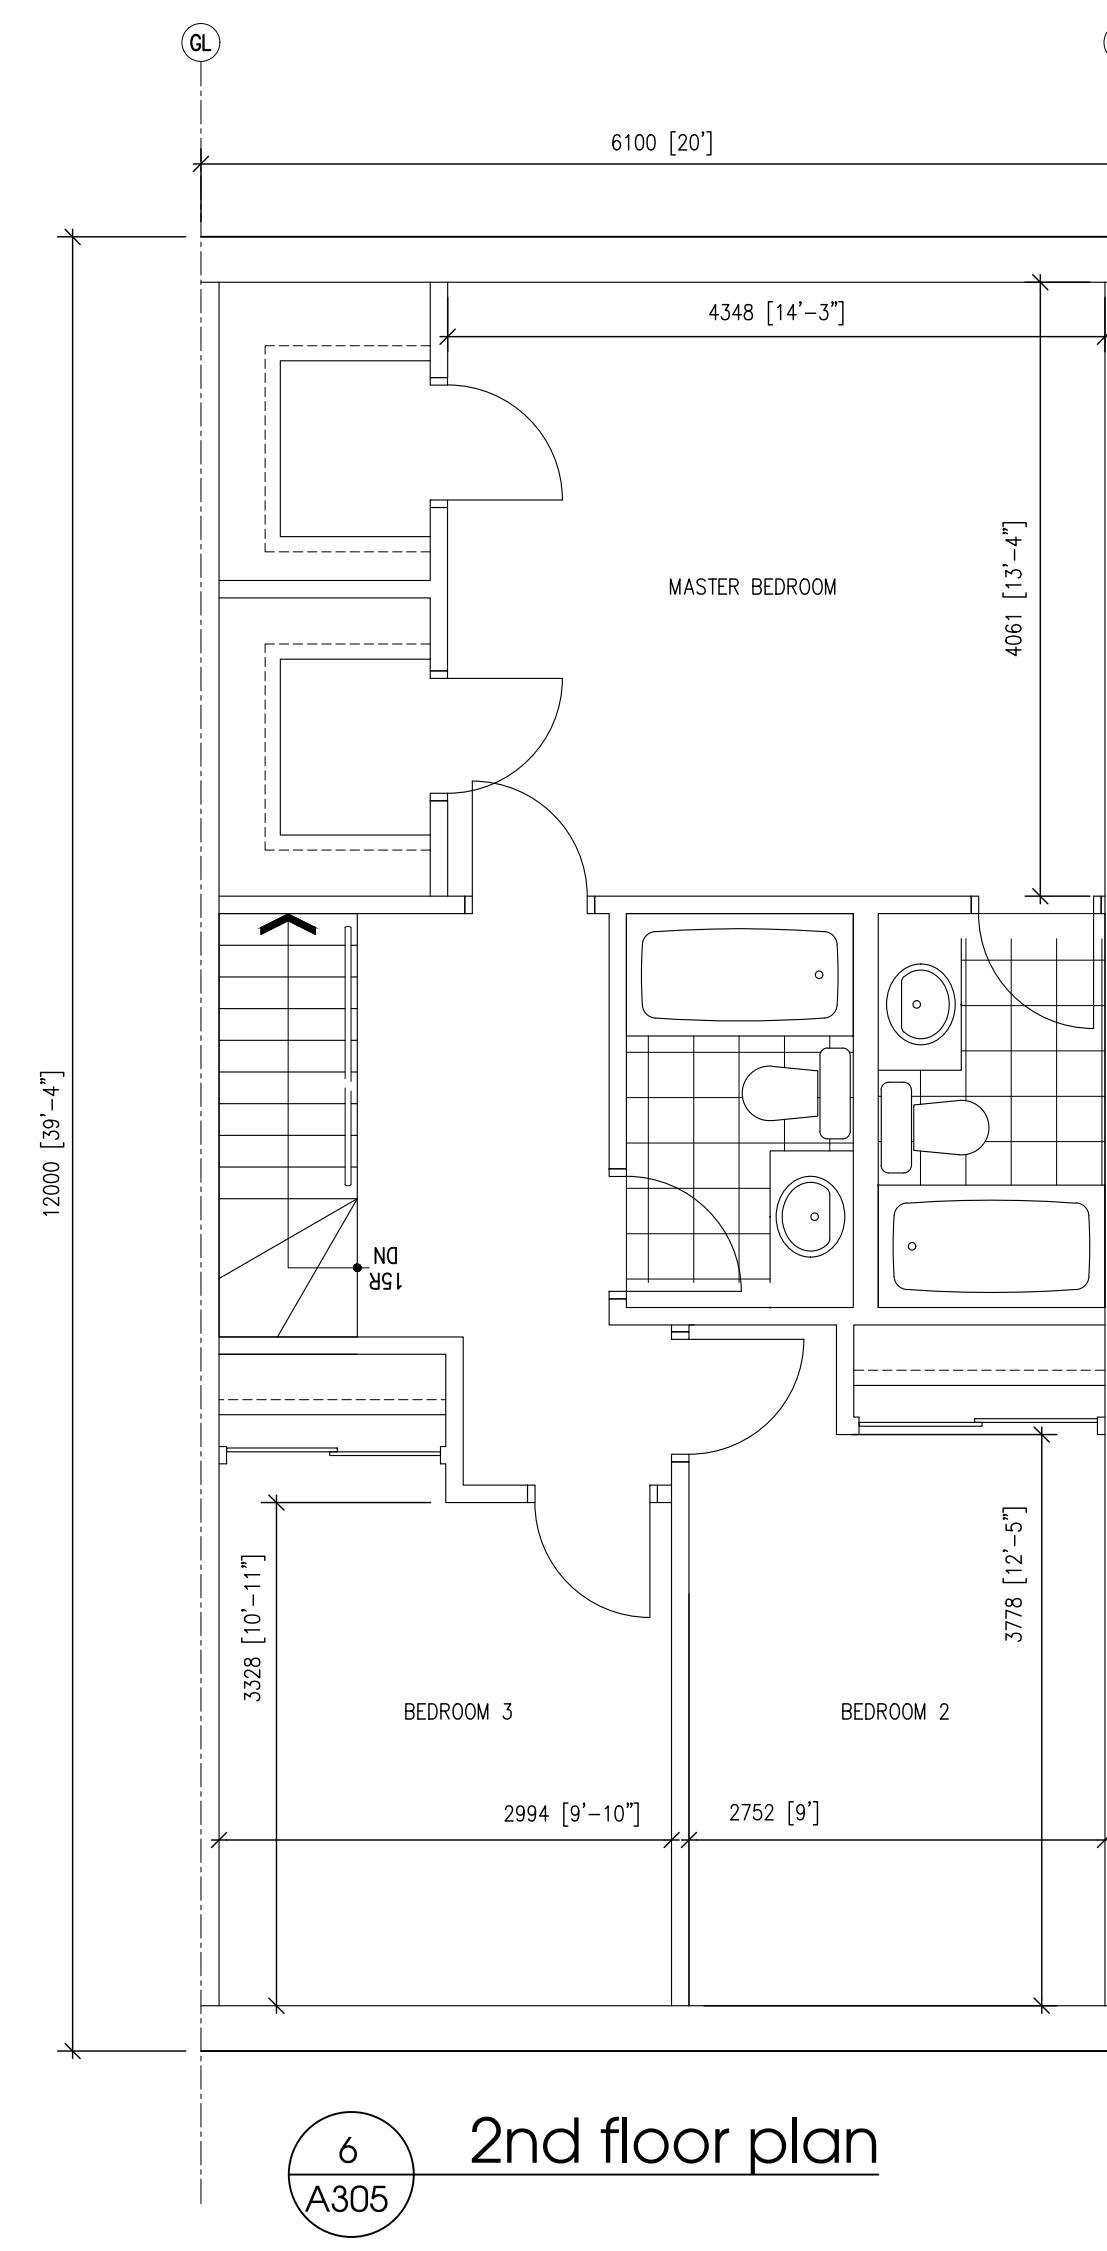 GL
6100 [20']
4348 [14'-3"]
4061 [13'-4"]
MASTER BEDROOM
12000 [39'-4"]
15R
DN
3328 [10'-11"]
3778 [12'-5"]
BEDROOM 3
BEDROOM 2
2994 [9'-10"]
2752 [9']
6
A305
2nd floor plan